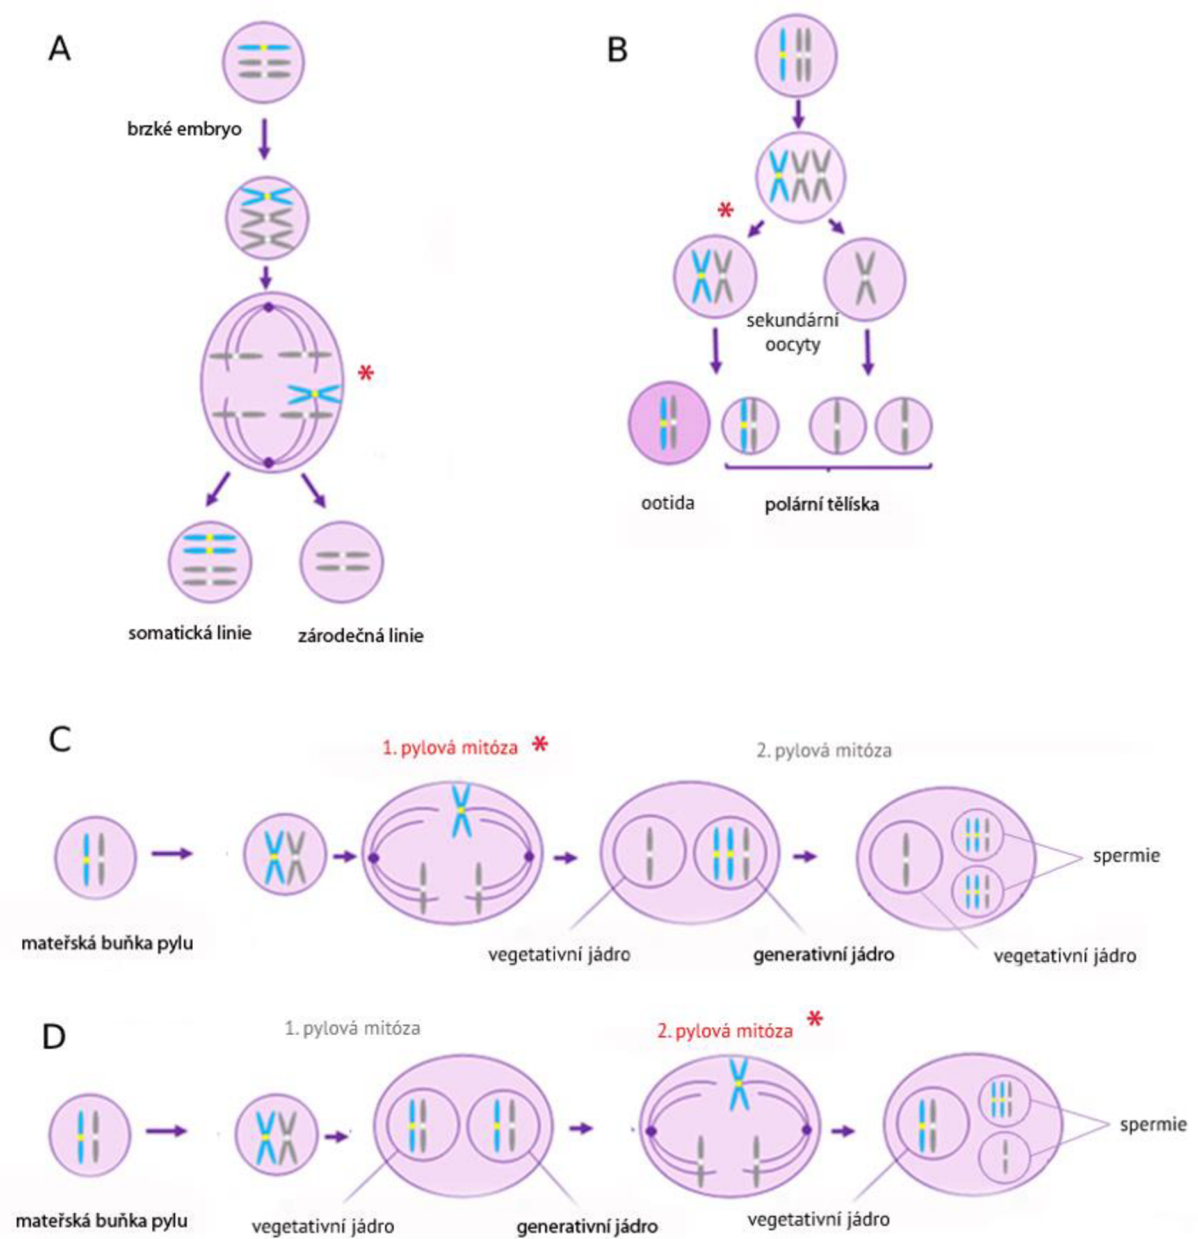 A
B
brzké embryo
*
*
sekundární
oocyty
ootida
polární tělíska
somatická linie
zárodečná linie
C
1. pylová mitóza *
2. pylová mitóza
spermie
mateřská buňka pylu
vegetativní jádro
generativní jádro
vegetativní jádro
D
1. pylová mitóza
2. pylová mitóza *
spermie
mateřská buňka pylu
vegetativní jádro
generativní jádro
vegetativní jádro